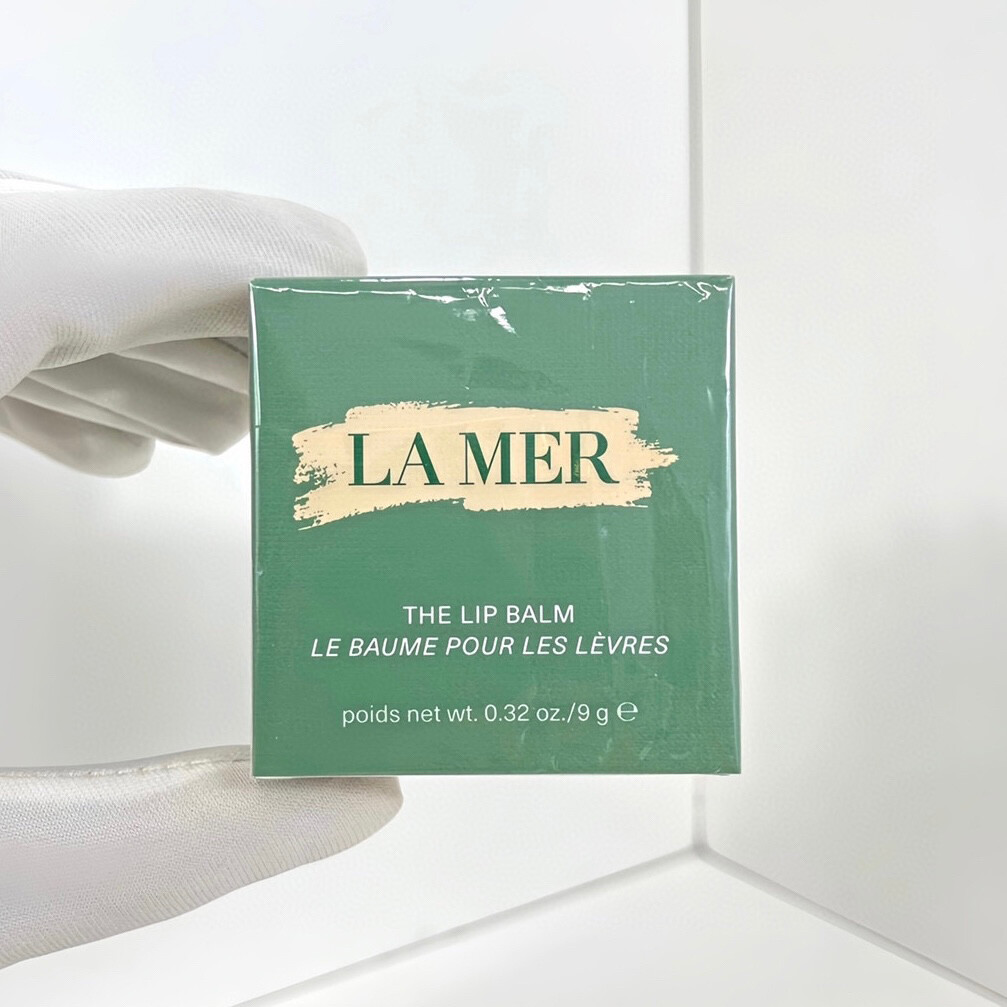 LA MER
THE LIP BALM
LE BAUME POUR LES LÈVRES
poids net wt. 0.32 oz./9 g ℮